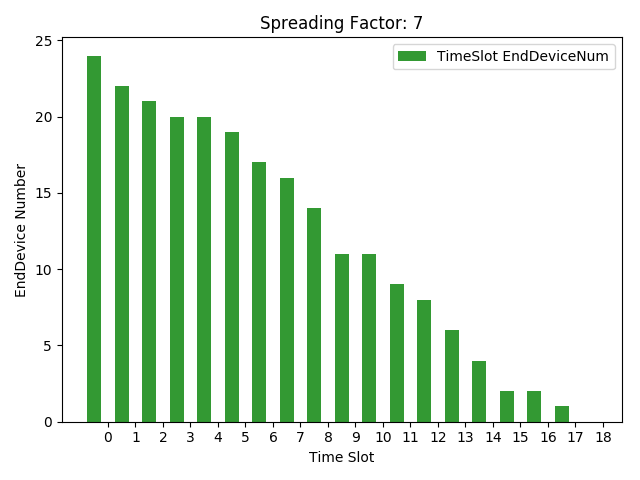 Spreading Factor: 7
TimeSlot EndDeviceNum
EndDevice Number
25
20
15
10
5
0
0 1 2 3 4 5 6 7 8 9 10 11 12 13 14 15 16 17 18
Time Slot